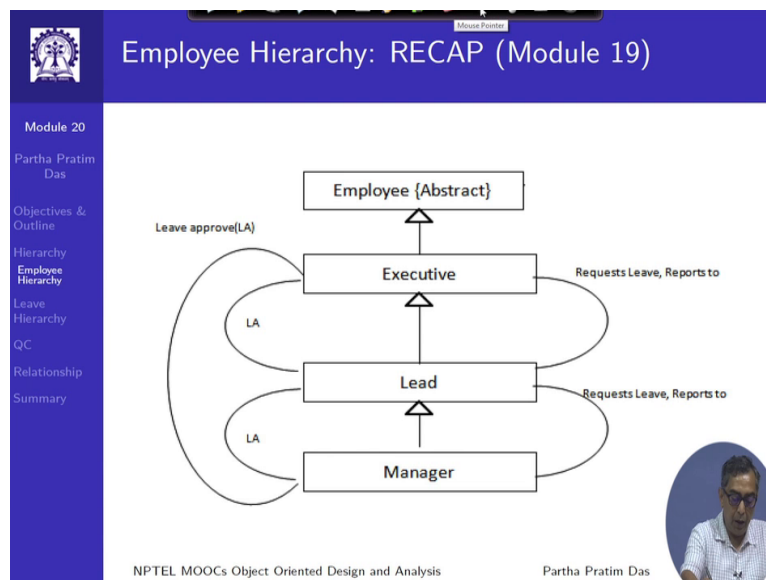 Mouse Pointer
Employee Hierarchy: RECAP (Module 19)
Module 20
Partha Pratim
Das
Objectives &
Outline
Hierarchy
Employee
Hierarchy
Leave
Hierarchy
QC
Relationship
Summary
Employee {Abstract}
Leave approve(LA)
Executive
Requests Leave, Reports to
LA
Lead
Requests Leave, Reports to
LA
Manager
NPTEL MOOCs Object Oriented Design and Analysis
Partha Pratim Das